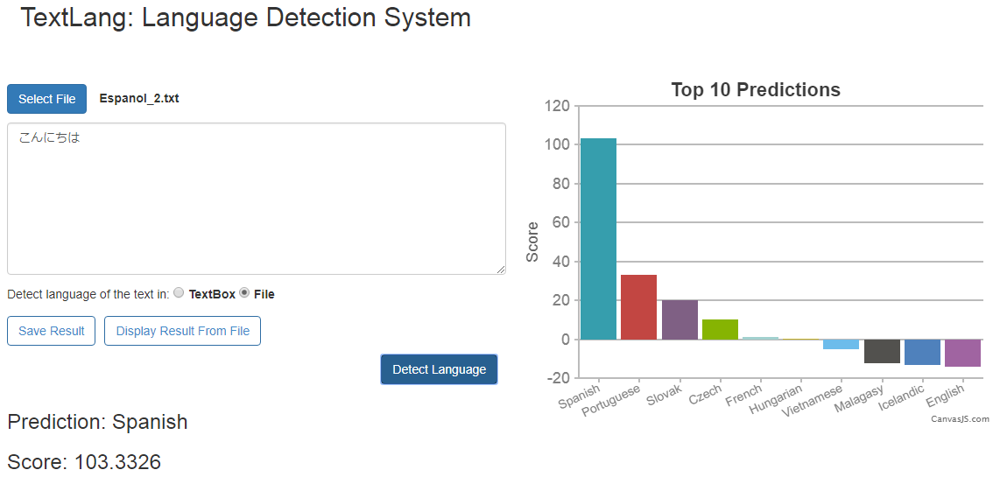 TextLang: Language Detection System
Select File
Espanol_2.txt
こんにちは
Detect language of the text in: TextBox File
Save Result
Display Result From File
Detect Language
Prediction: Spanish
Score: 103.3326
Top 10 Predictions
120
100
80
60
40
20
0
-20
Score
Spanish
Portuguese
Slovak
Czech
French
Hungarian
Vietnamese
Malagasy
Icelandic
English
CanvasJS.com